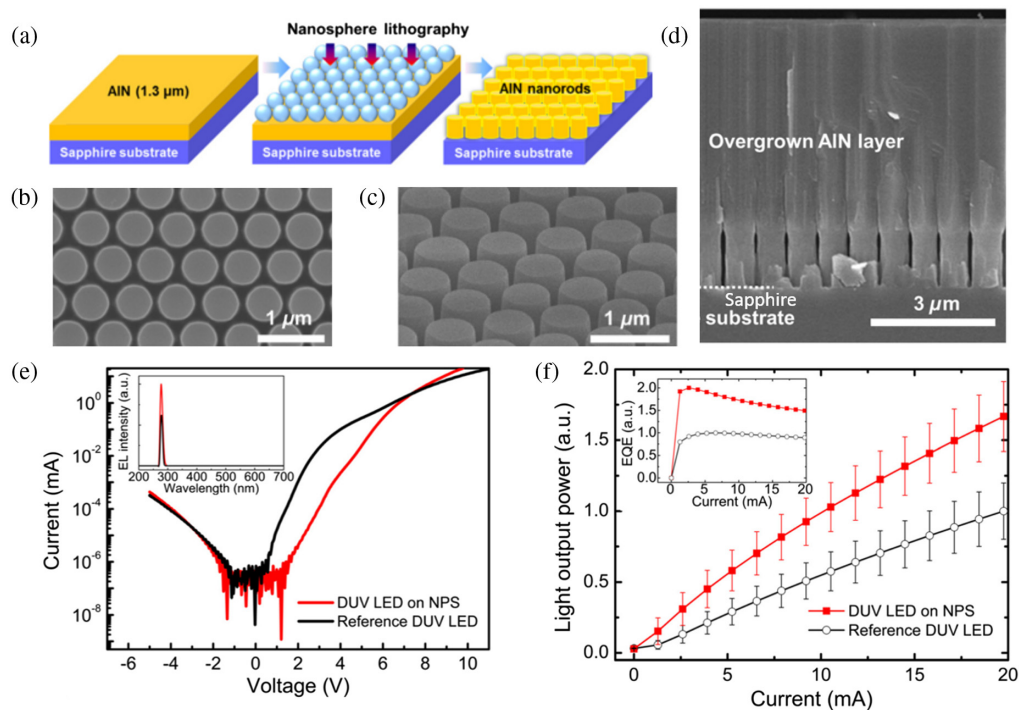 (a)
Nanosphere lithography
AlN (1.3 μm)
AlN nanorods
Sapphire substrate
Sapphire substrate
Sapphire substrate
(b)
1 μm
(c)
1 μm
(d)
Overgrown AlN layer
Sapphire
substrate
3 μm
(e)
EL intensity (a.u.)
200 300 400 500 600 700
Wavelength (nm)
Current (mA)
10^0
10^-2
10^-4
10^-6
10^-8
DUV LED on NPS
Reference DUV LED
-6 -4 -2 0 2 4 6 8 10
Voltage (V)
(f)
Light output power (a.u.)
2.0
1.5
1.0
0.5
0.0
EQE (a.u.)
2.0
1.5
1.0
0.5
0.0
0 5 10 15 20
Current (mA)
DUV LED on NPS
Reference DUV LED
0 5 10 15 20
Current (mA)